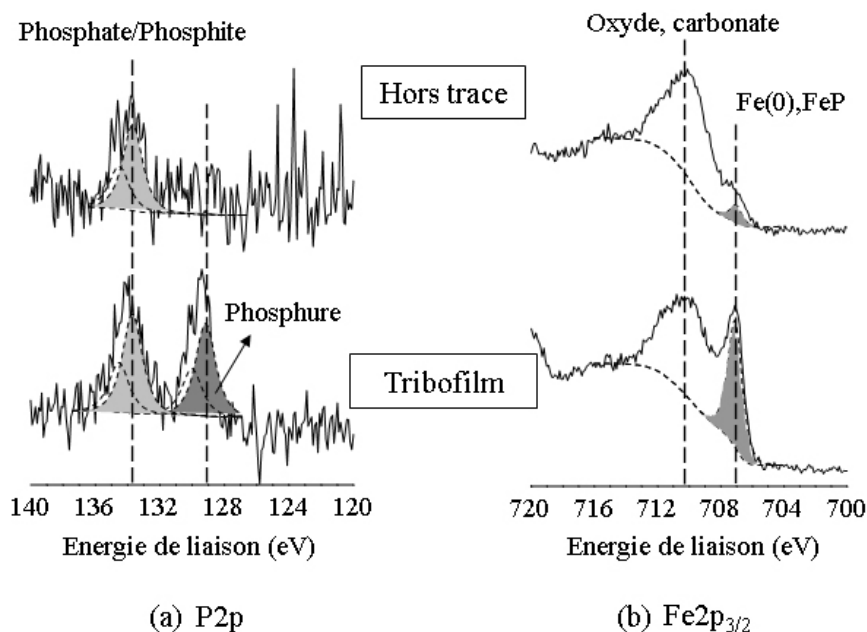 Phosphate/Phosphite
Oxyde, carbonate
Hors trace
Fe(0),FeP
Phosphure
Tribofilm
140 136 132 128 124 120
720 716 712 708 704 700
Energie de liaison (eV)
Energie de liaison (eV)
(a) P2p
(b) Fe2p3/2